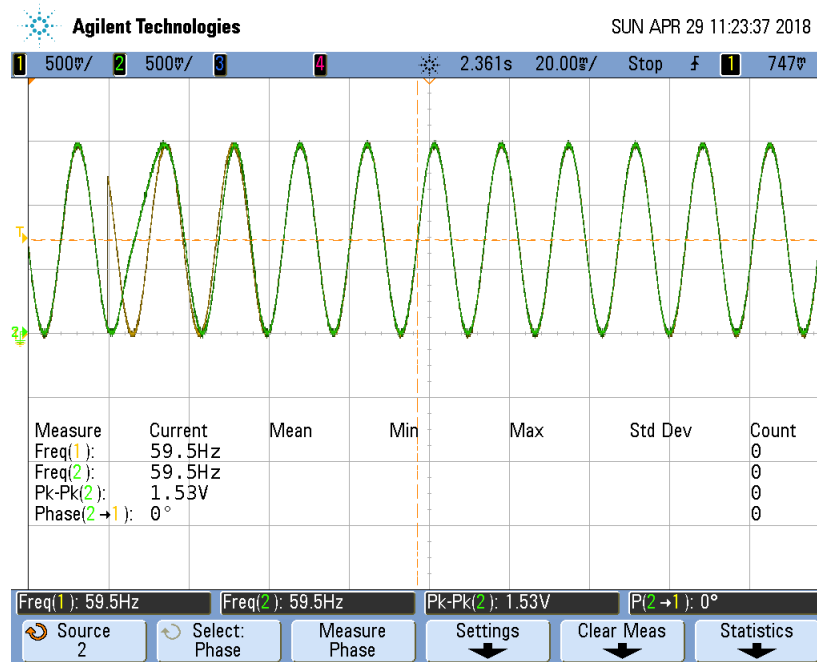 Agilent Technologies SUN APR 29 11:23:37 2018
1 500mV/ 2 500mV/ 3 4 2.361s 20.00ms/ Stop 1 747mV
T
2
Measure Current Mean Min Max Std Dev Count
Freq(1): 59.5Hz 0
Freq(2): 59.5Hz 0
Pk-Pk(2): 1.53V 0
Phase(2→1): 0° 0
Freq(1): 59.5Hz Freq(2): 59.5Hz Pk-Pk(2): 1.53V P(2→1): 0°
Source Select: Measure Settings Clear Meas Statistics
2 Phase Phase